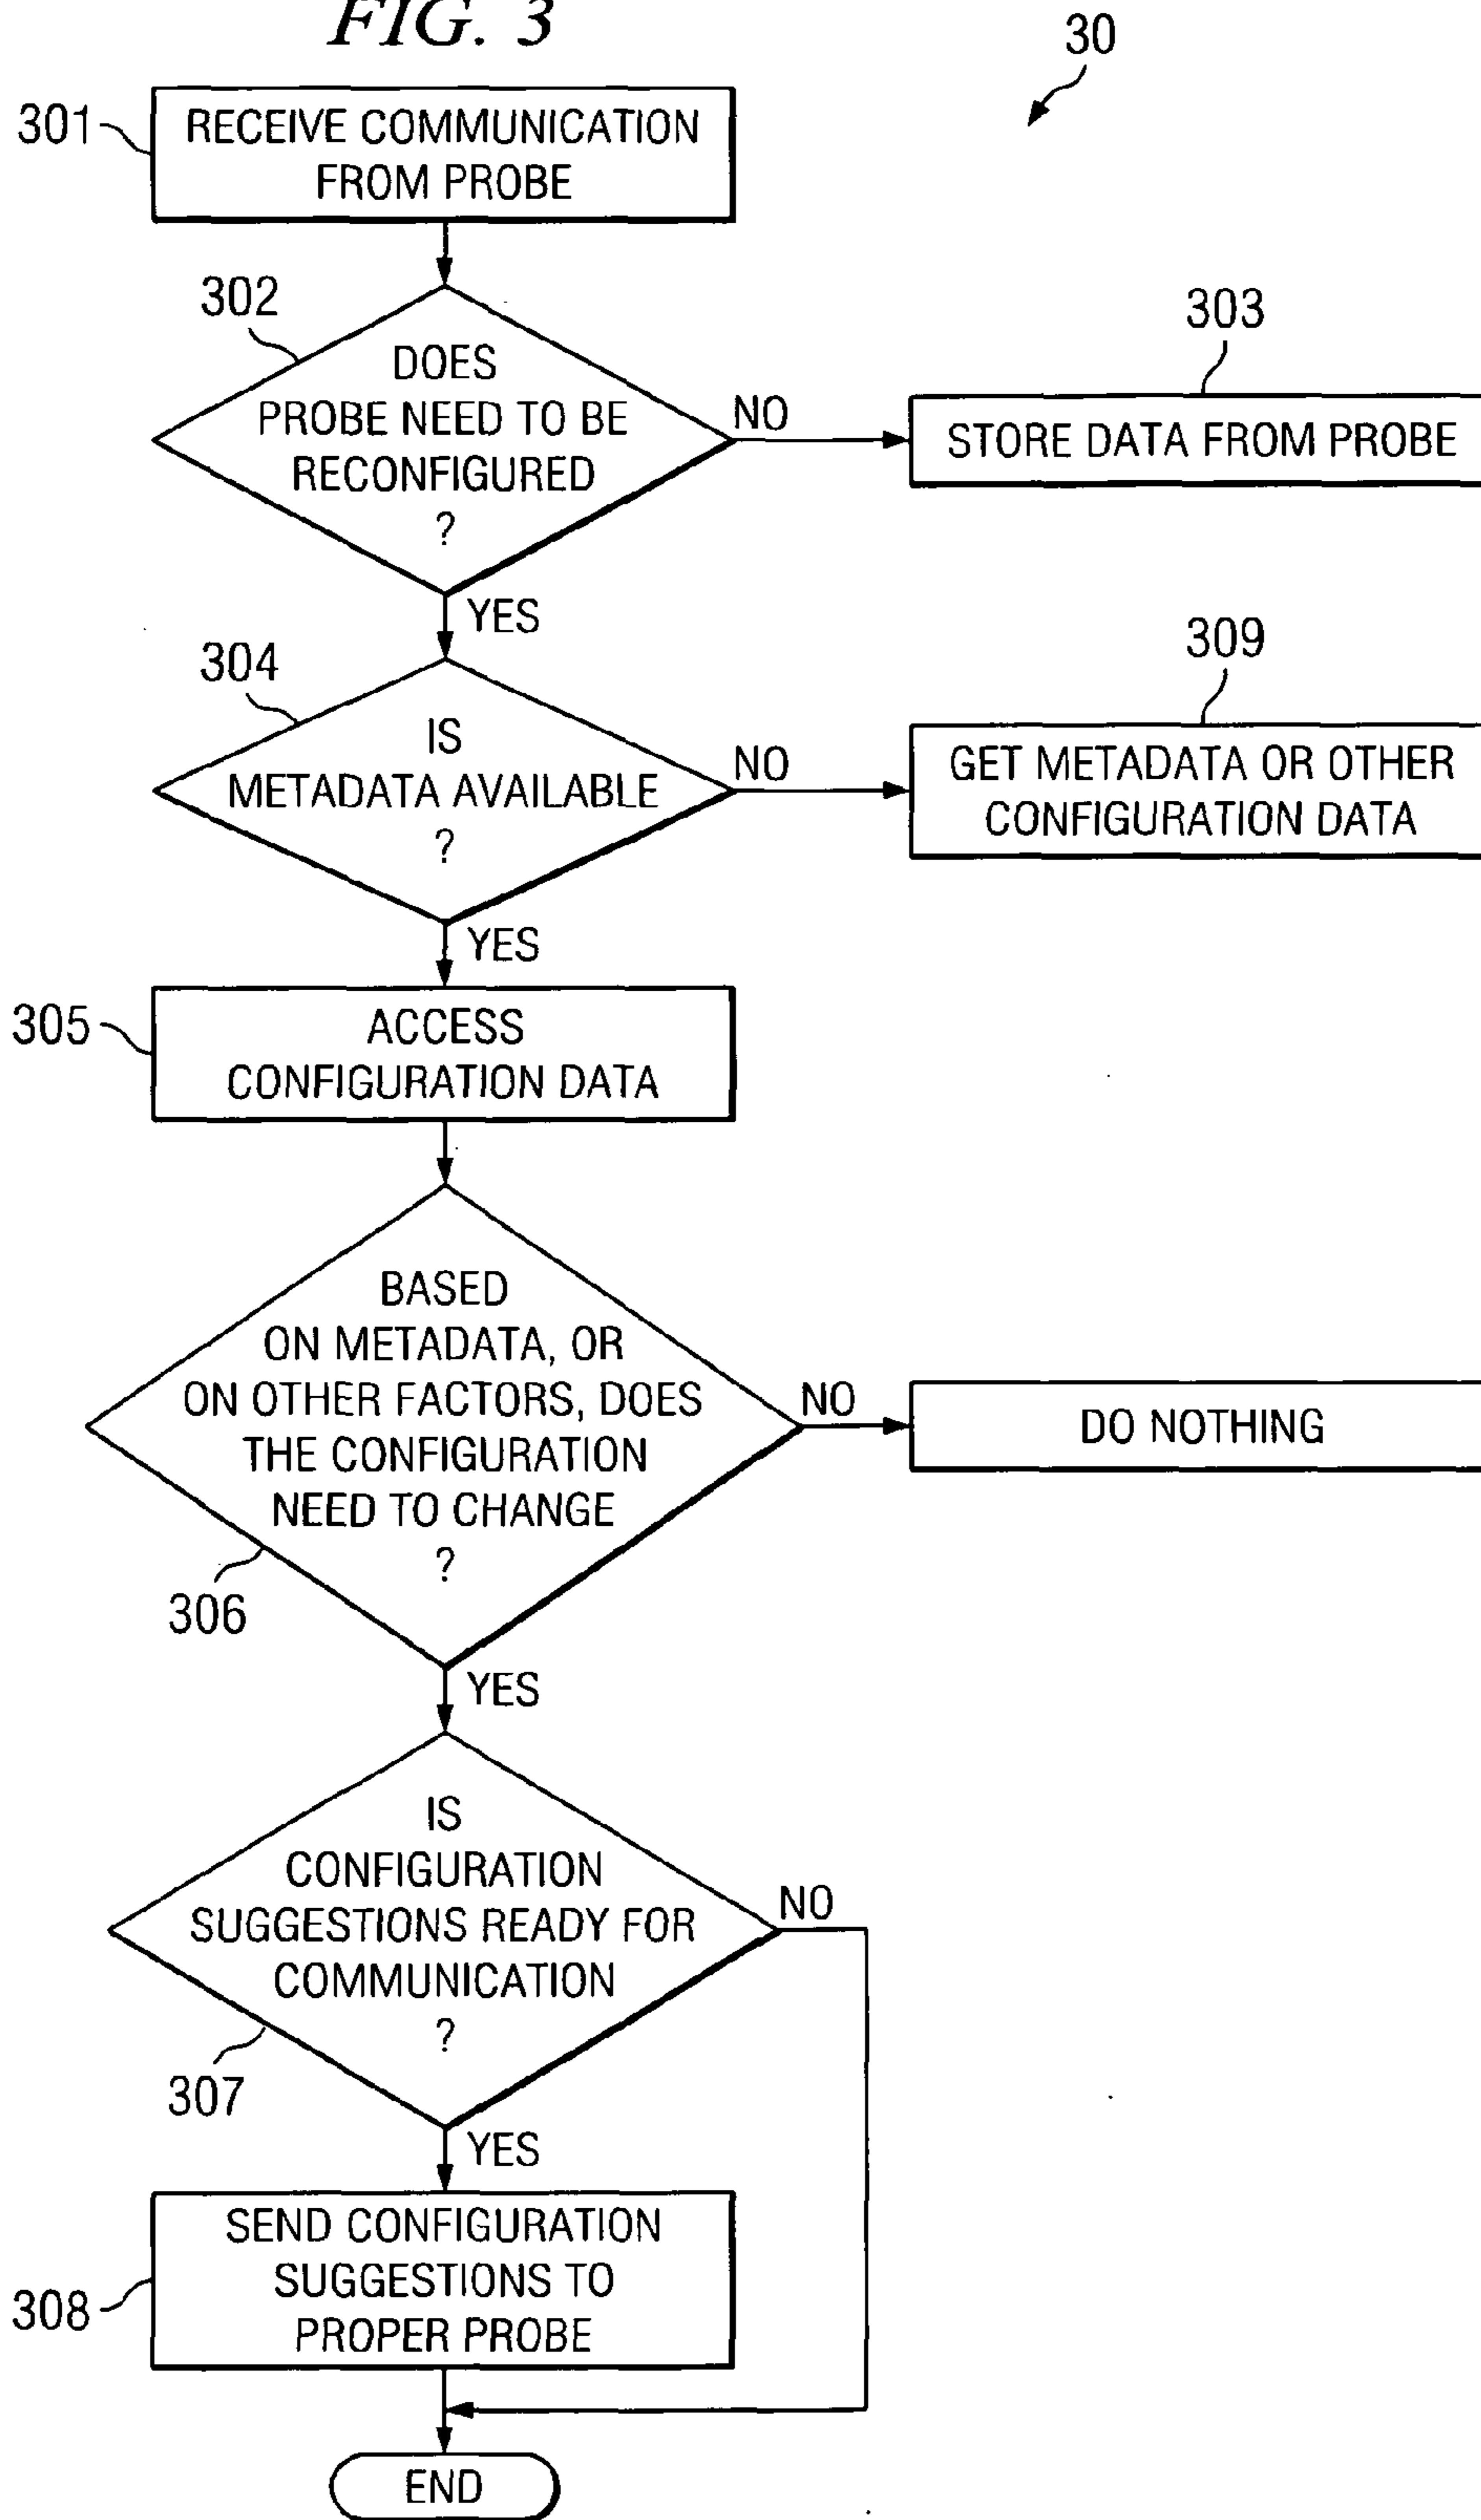 FIG. 3
30
301
RECEIVE COMMUNICATION
FROM PROBE
302
DOES
PROBE NEED TO BE
RECONFIGURED
?
NO
303
STORE DATA FROM PROBE
YES
304
IS
METADATA AVAILABLE
?
NO
309
GET METADATA OR OTHER
CONFIGURATION DATA
YES
305
ACCESS
CONFIGURATION DATA
BASED
ON METADATA, OR
ON OTHER FACTORS, DOES
THE CONFIGURATION
NEED TO CHANGE
?
306
NO
DO NOTHING
YES
IS
CONFIGURATION
SUGGESTIONS READY FOR
COMMUNICATION
?
307
NO
YES
308
SEND CONFIGURATION
SUGGESTIONS TO
PROPER PROBE
END